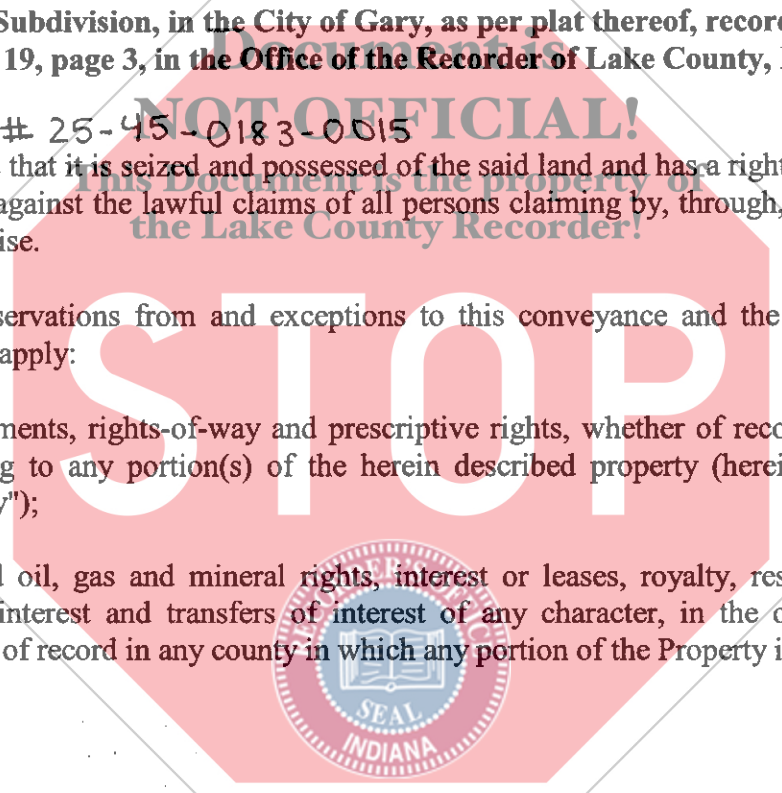 Subdivision, in the City of Gary, as per plat thereof, recor
Document is
19, page 3, in the Office of the Recorder of Lake County,
NOT OFFICIAL!
# 25-45-0183-0015
that it is seized and possessed of the said land and has a right
This Document is the property of
against the lawful claims of all persons claiming by, through,
the Lake County Recorder!
ise.
STOP
servations from and exceptions to this conveyance and the
apply:
ments, rights-of-way and prescriptive rights, whether of reco
g to any portion(s) of the herein described property (herei
y");
l oil, gas and mineral rights, interest or leases, royalty, res
interest and transfers of interest of any character, in the
of record in any county in which any portion of the Property i
SEAL
INDIANA